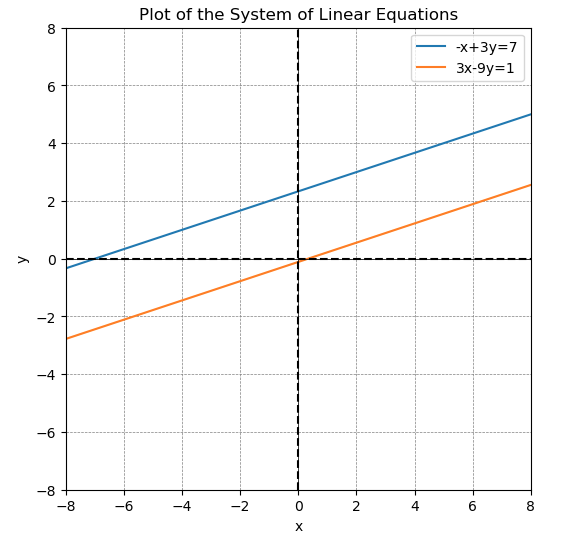 Plot of the System of Linear Equations
-x+3y=7
3x-9y=1
8
6
4
2
0
−2
−4
−6
−8
y
−8 −6 −4 −2 0 2 4 6 8
x